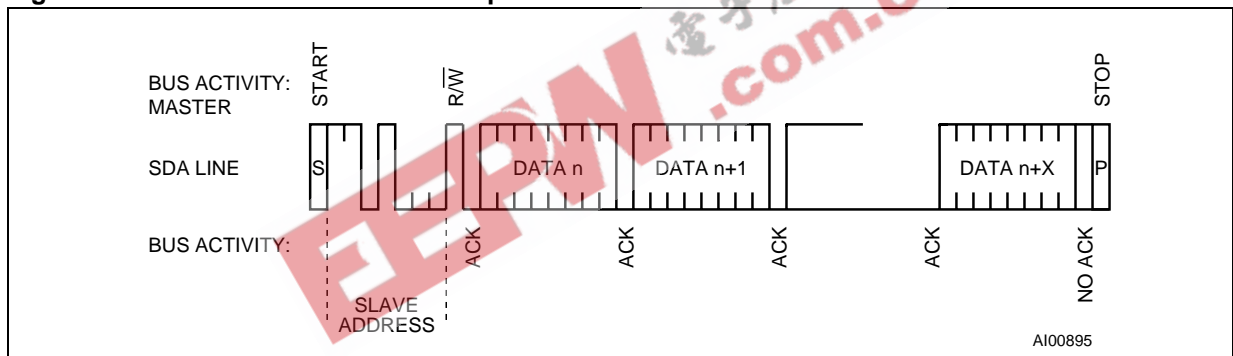 BUS ACTIVITY:
MASTER
START
R/W
STOP
SDA LINE
S
DATA n
DATA n+1
DATA n+X
P
BUS ACTIVITY:
ACK
ACK
ACK
ACK
NO ACK
SLAVE
ADDRESS
AI00895
EEPW
.com.